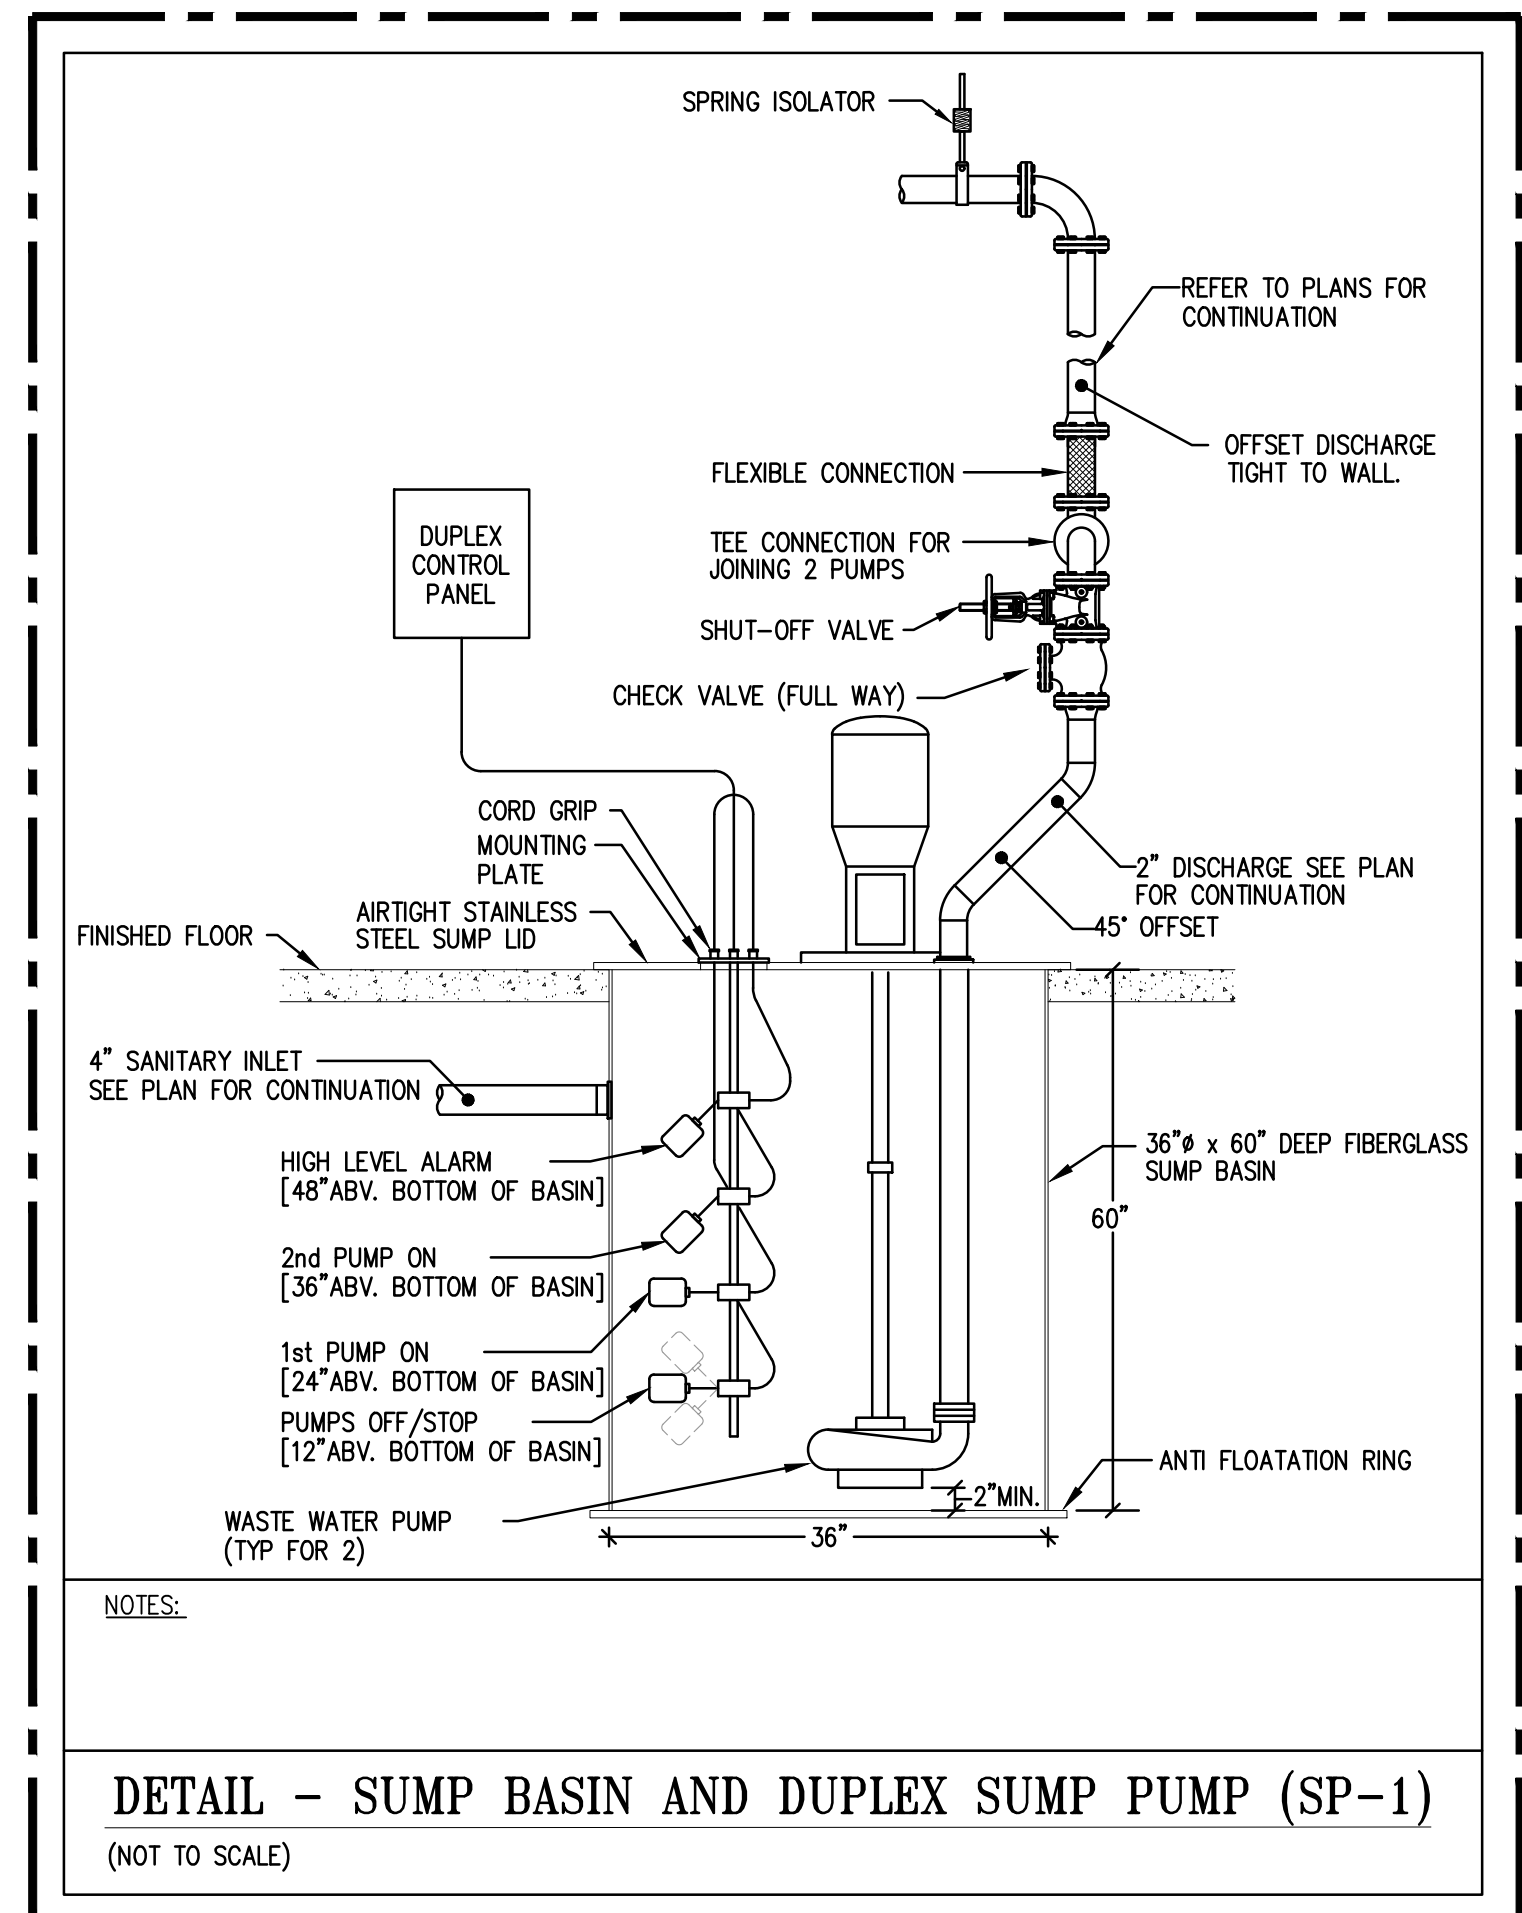 SPRING ISOLATOR
REFER TO PLANS FOR
CONTINUATION
OFFSET DISCHARGE
TIGHT TO WALL.
FLEXIBLE CONNECTION
DUPLEX
CONTROL
PANEL
TEE CONNECTION FOR
JOINING 2 PUMPS
SHUT-OFF VALVE
CHECK VALVE (FULL WAY)
CORD GRIP
MOUNTING
PLATE
2" DISCHARGE SEE PLAN
FOR CONTINUATION
45° OFFSET
AIRTIGHT STAINLESS
STEEL SUMP LID
FINISHED FLOOR
4" SANITARY INLET
SEE PLAN FOR CONTINUATION
36"ø x 60" DEEP FIBERGLASS
SUMP BASIN
HIGH LEVEL ALARM
[48"ABV. BOTTOM OF BASIN]
60"
2nd PUMP ON
[36"ABV. BOTTOM OF BASIN]
1st PUMP ON
[24"ABV. BOTTOM OF BASIN]
PUMPS OFF/STOP
[12"ABV. BOTTOM OF BASIN]
ANTI FLOATATION RING
2"MIN.
WASTE WATER PUMP
(TYP FOR 2)
36"
NOTES:
DETAIL - SUMP BASIN AND DUPLEX SUMP PUMP (SP-1)
(NOT TO SCALE)